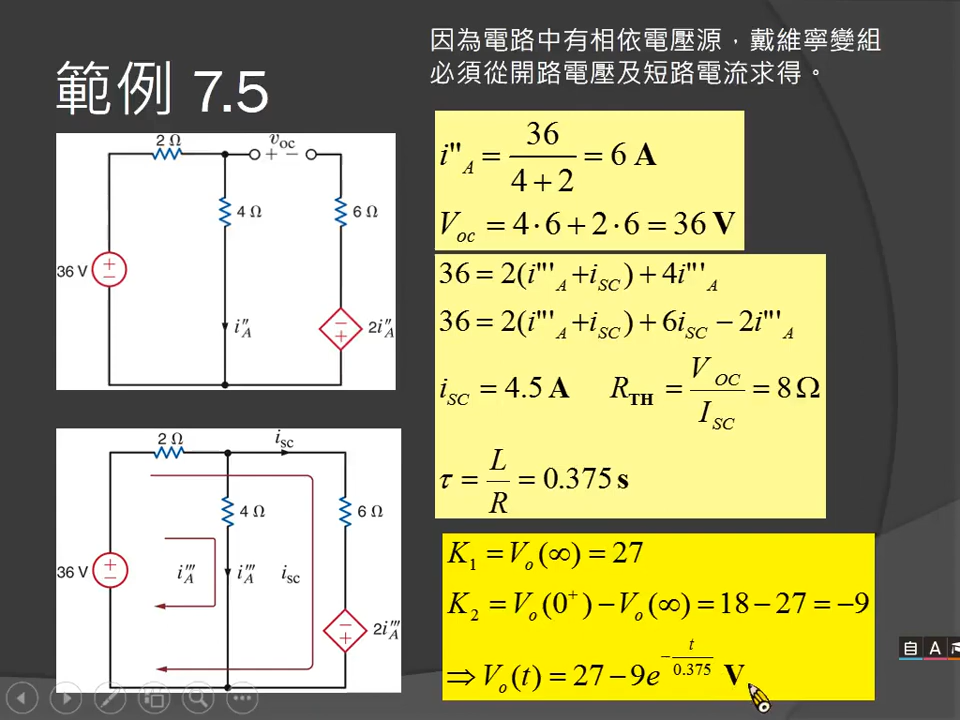 範例 7.5
因為電路中有相依電壓源，戴維寧變組
必須從開路電壓及短路電流求得。
2 Ω
v_oc
+ −
4 Ω
6 Ω
36 V
+ −
i″_A
− +
2i″_A
i″_A = 36/(4+2) = 6 A
V_oc = 4·6 + 2·6 = 36 V
36 = 2(i"'_A +i_SC) + 4i"'_A
36 = 2(i"'_A +i_SC) + 6i_SC − 2i"'_A
i_SC = 4.5 A R_TH = V_OC/I_SC = 8 Ω
τ = L/R = 0.375 s
2 Ω
i_sc
4 Ω
6 Ω
36 V
+ −
i‴_A
i‴_A
i_sc
− +
2i‴_A
K_1 = V_o(∞) = 27
K_2 = V_o(0^+) − V_o(∞) = 18 − 27 = −9
⇒ V_o(t) = 27 − 9e^(−t/0.375) V
自 A